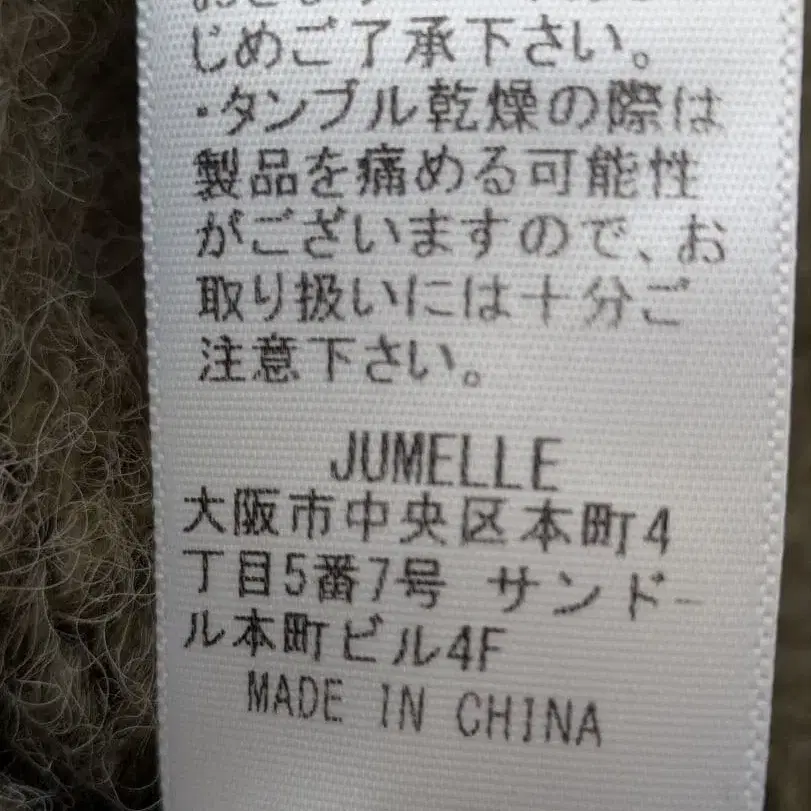 じめご了承下さい。
・タンブル乾燥の際は
製品を痛める可能性
がございますので、お
取り扱いには十分ご
注意下さい。
JUMELLE
大阪市中央区本町4
丁目5番7号 サンドー
ル本町ビル4F
MADE IN CHINA